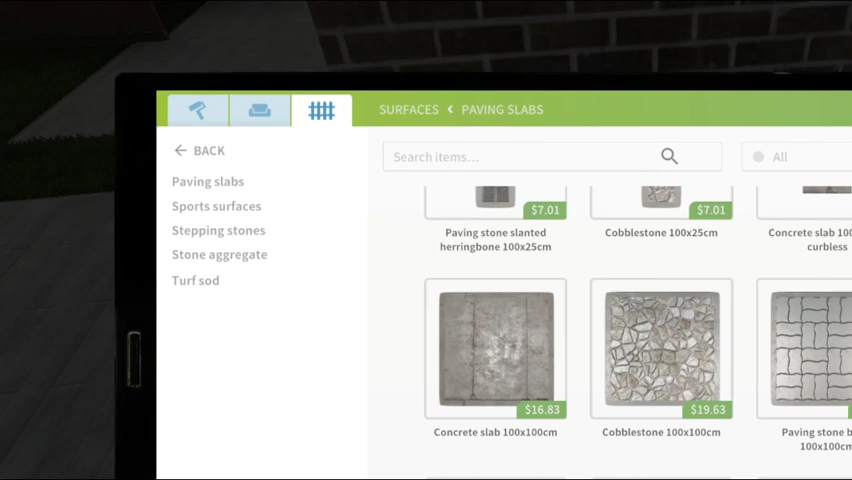 SURFACES < PAVING SLABS
BACK
Search items...
All
Paving slabs
Sports surfaces
Stepping stones
Stone aggregate
Turf sod
$7.01
$7.01
Paving stone slanted
herringbone 100x25cm
Cobblestone 100x25cm
Concrete slab 100
curbless
$16.83
$19.63
Concrete slab 100x100cm
Cobblestone 100x100cm
Paving stone b
100x100cm